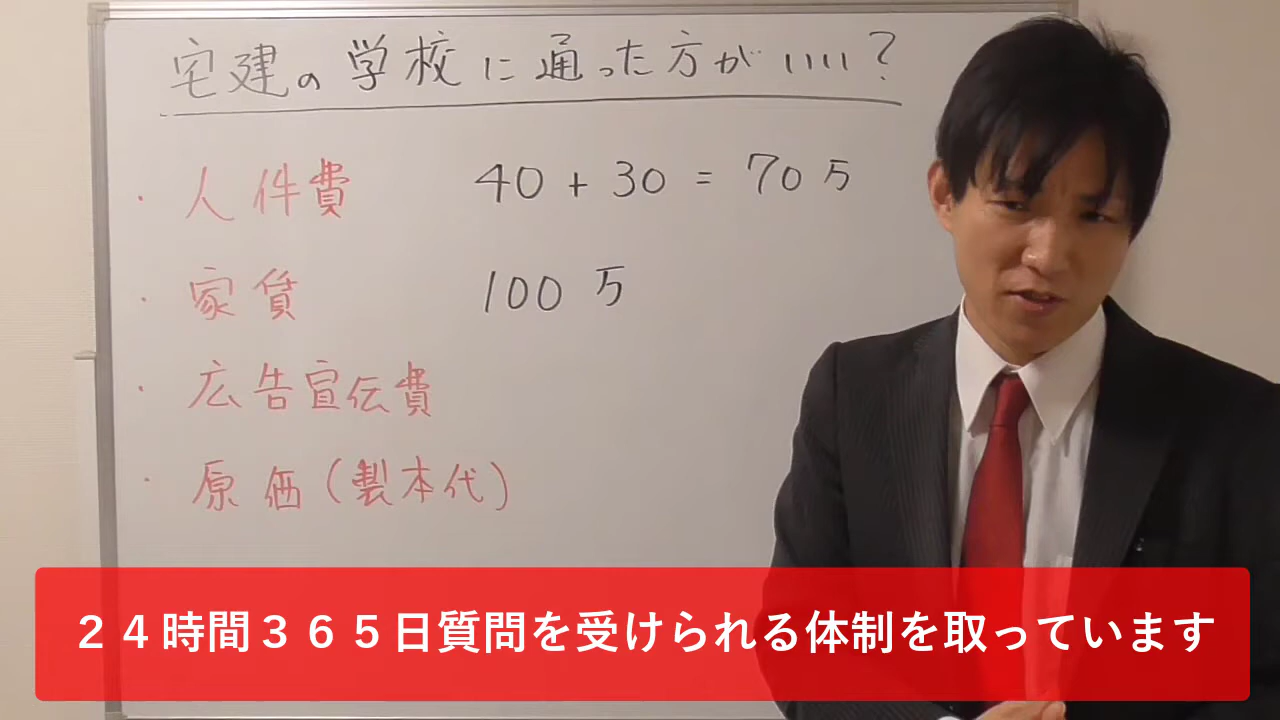 宅建の学校に通った方がいい?
・人件費 40+30=70万
・家賃 100万
・広告宣伝費
・原価(製本代)
24時間365日質問を受けられる体制を取っています